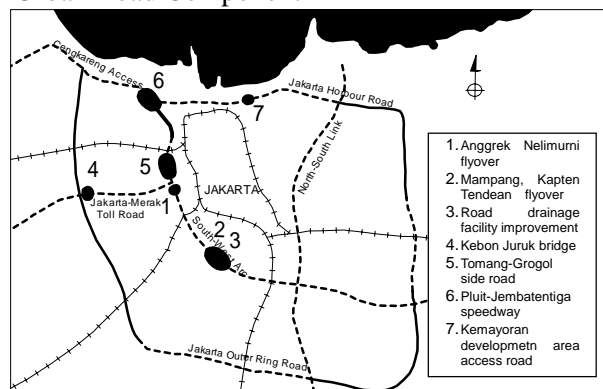 Cengkareng Access
6
7
Jakarta Horbour Road
North-South Link
5
4
1
JAKARTA
Jakarta-Merak
Toll Road
2
3
South-West Arc
Jakarta Outer Ring Road
1. Anggrek Nelimurni
flyover
2. Mampang, Kapten
Tendean flyover
3. Road drainage
facility improvement
4. Kebon Juruk bridge
5. Tomang-Grogol
side road
6. Pluit-Jembatentiga
speedway
7. Kemayoran
developmetn area
access road